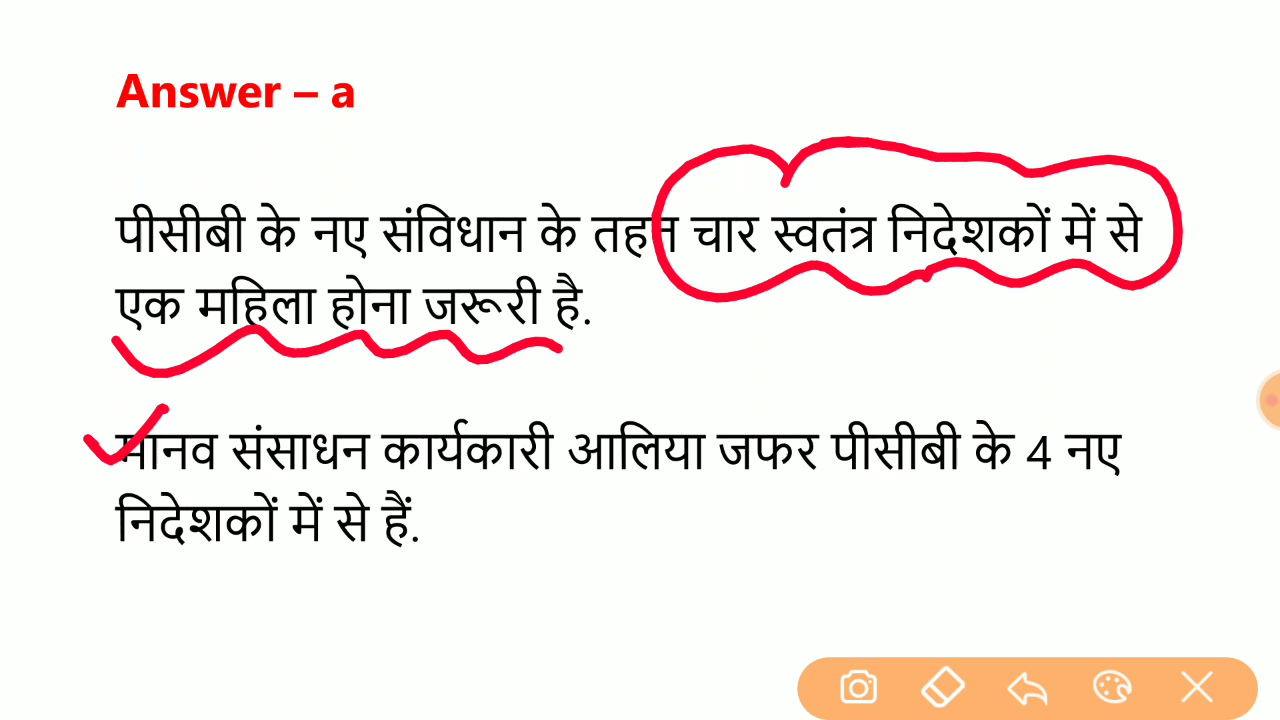 Answer – a
पीसीबी के नए संविधान के तहत चार स्वतंत्र निदेशकों में से
एक महिला होना जरूरी है.
मानव संसाधन कार्यकारी आलिया जफर पीसीबी के 4 नए
निदेशकों में से हैं.